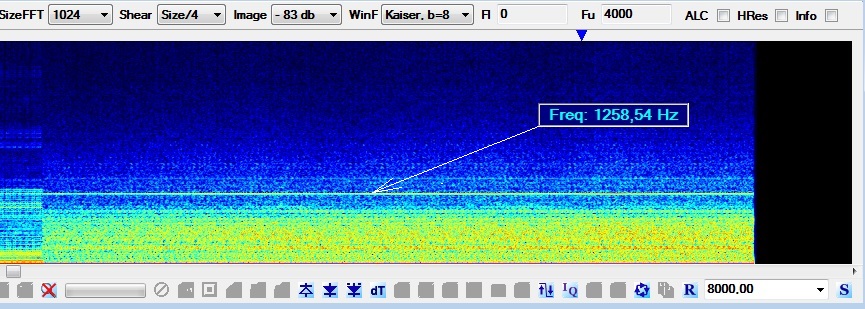 SizeFFT 1024 Shear Size/4 Image - 83 db WinF Kaiser, b=8 Fl 0 Fu 4000 ALC HRes Info
Freq: 1258,54 Hz
dT IQ R 8000,00 S